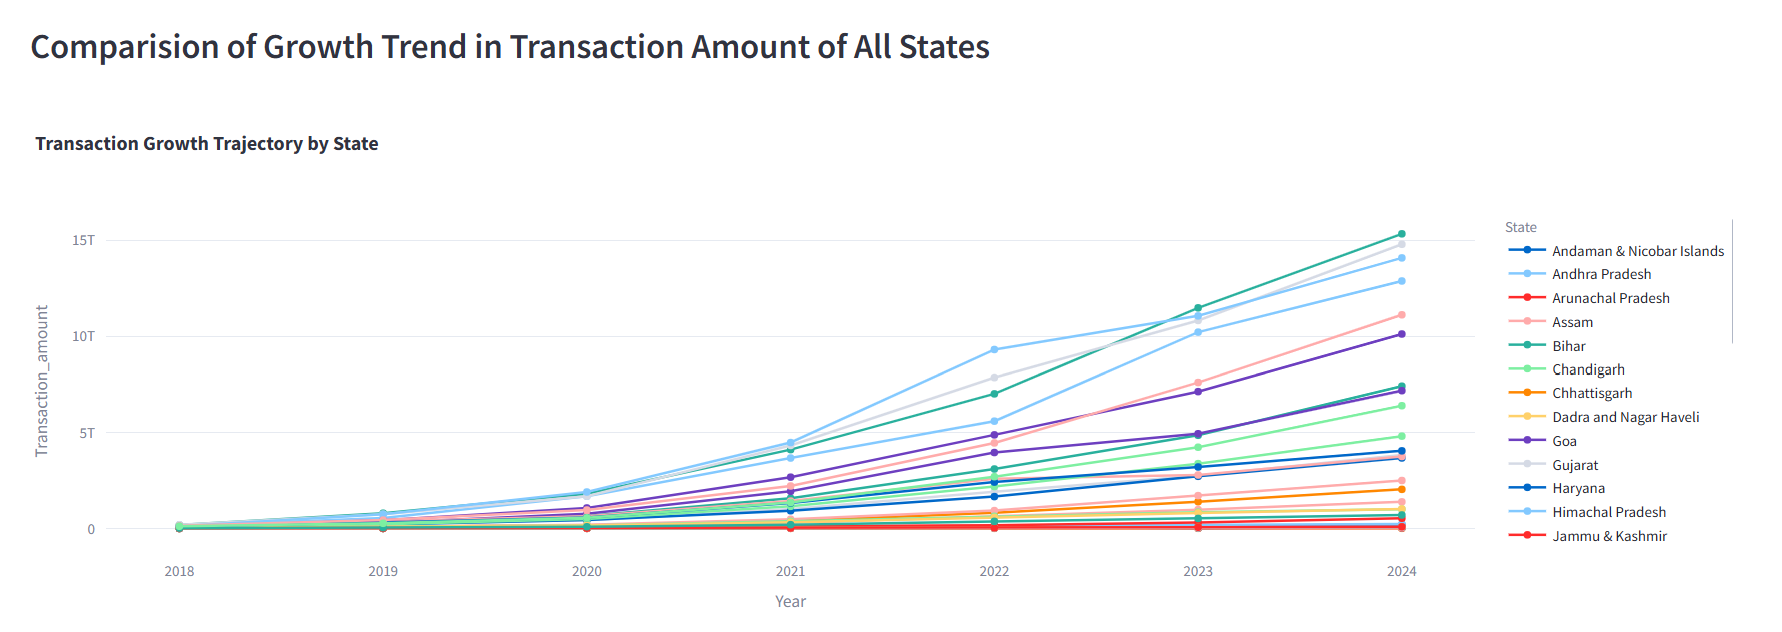 Comparision of Growth Trend in Transaction Amount of All States
Transaction Growth Trajectory by State
15T
10T
5T
0
Transaction_amount
2018 2019 2020 2021 2022 2023 2024
Year
State
Andaman & Nicobar Islands
Andhra Pradesh
Arunachal Pradesh
Assam
Bihar
Chandigarh
Chhattisgarh
Dadra and Nagar Haveli
Goa
Gujarat
Haryana
Himachal Pradesh
Jammu & Kashmir